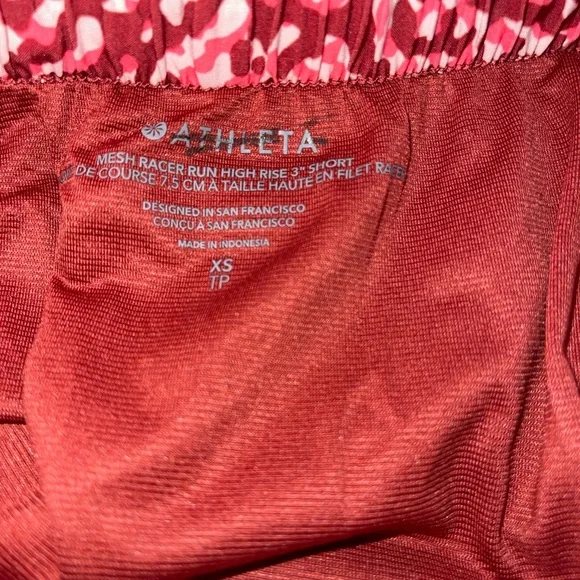 ATHLETA
MESH RACER RUN HIGH RISE 3" SHORT
DE COURSE 7,5 CM À TAILLE HAUTE EN FILET
DESIGNED IN SAN FRANCISCO
CONÇU À SAN FRANCISCO
MADE IN INDONESIA
XS
TP